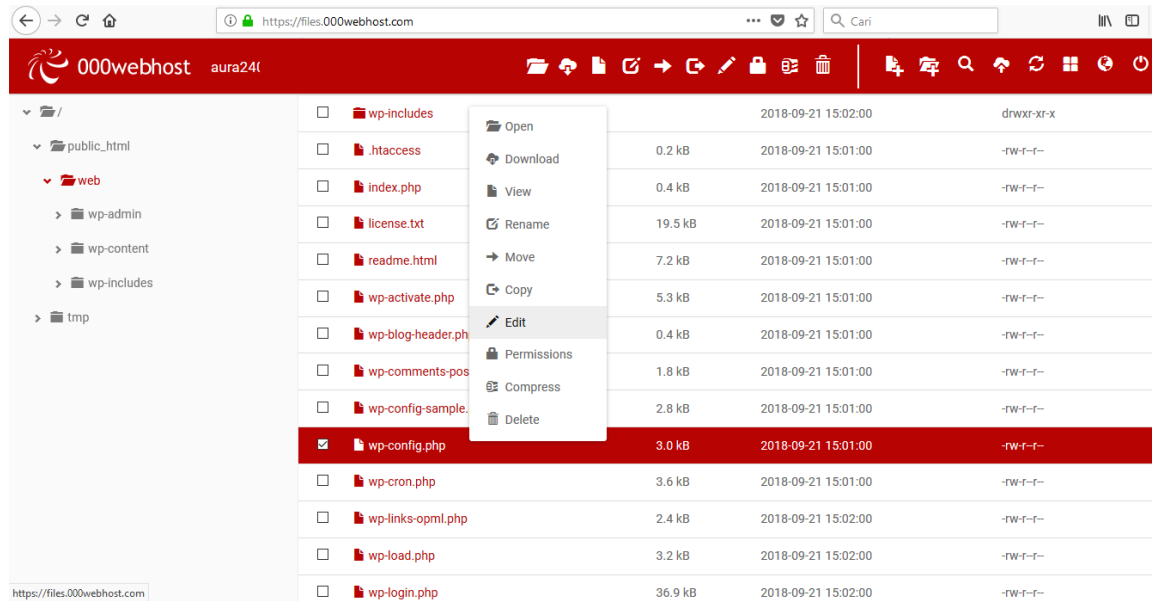 https://files.000webhost.com
Cari
000webhost aura24(
/
public_html
web
wp-admin
wp-content
wp-includes
tmp
wp-includes 2018-09-21 15:02:00 drwxr-xr-x
.htaccess 0.2 kB 2018-09-21 15:01:00 -rw-r--r--
index.php 0.4 kB 2018-09-21 15:01:00 -rw-r--r--
license.txt 19.5 kB 2018-09-21 15:01:00 -rw-r--r--
readme.html 7.2 kB 2018-09-21 15:01:00 -rw-r--r--
wp-activate.php 5.3 kB 2018-09-21 15:01:00 -rw-r--r--
wp-blog-header.ph 0.4 kB 2018-09-21 15:01:00 -rw-r--r--
wp-comments-pos 1.8 kB 2018-09-21 15:01:00 -rw-r--r--
wp-config-sample. 2.8 kB 2018-09-21 15:01:00 -rw-r--r--
wp-config.php 3.0 kB 2018-09-21 15:01:00 -rw-r--r--
wp-cron.php 3.6 kB 2018-09-21 15:01:00 -rw-r--r--
wp-links-opml.php 2.4 kB 2018-09-21 15:02:00 -rw-r--r--
wp-load.php 3.2 kB 2018-09-21 15:02:00 -rw-r--r--
wp-login.php 36.9 kB 2018-09-21 15:02:00 -rw-r--r--
Open
Download
View
Rename
Move
Copy
Edit
Permissions
Compress
Delete
https://files.000webhost.com